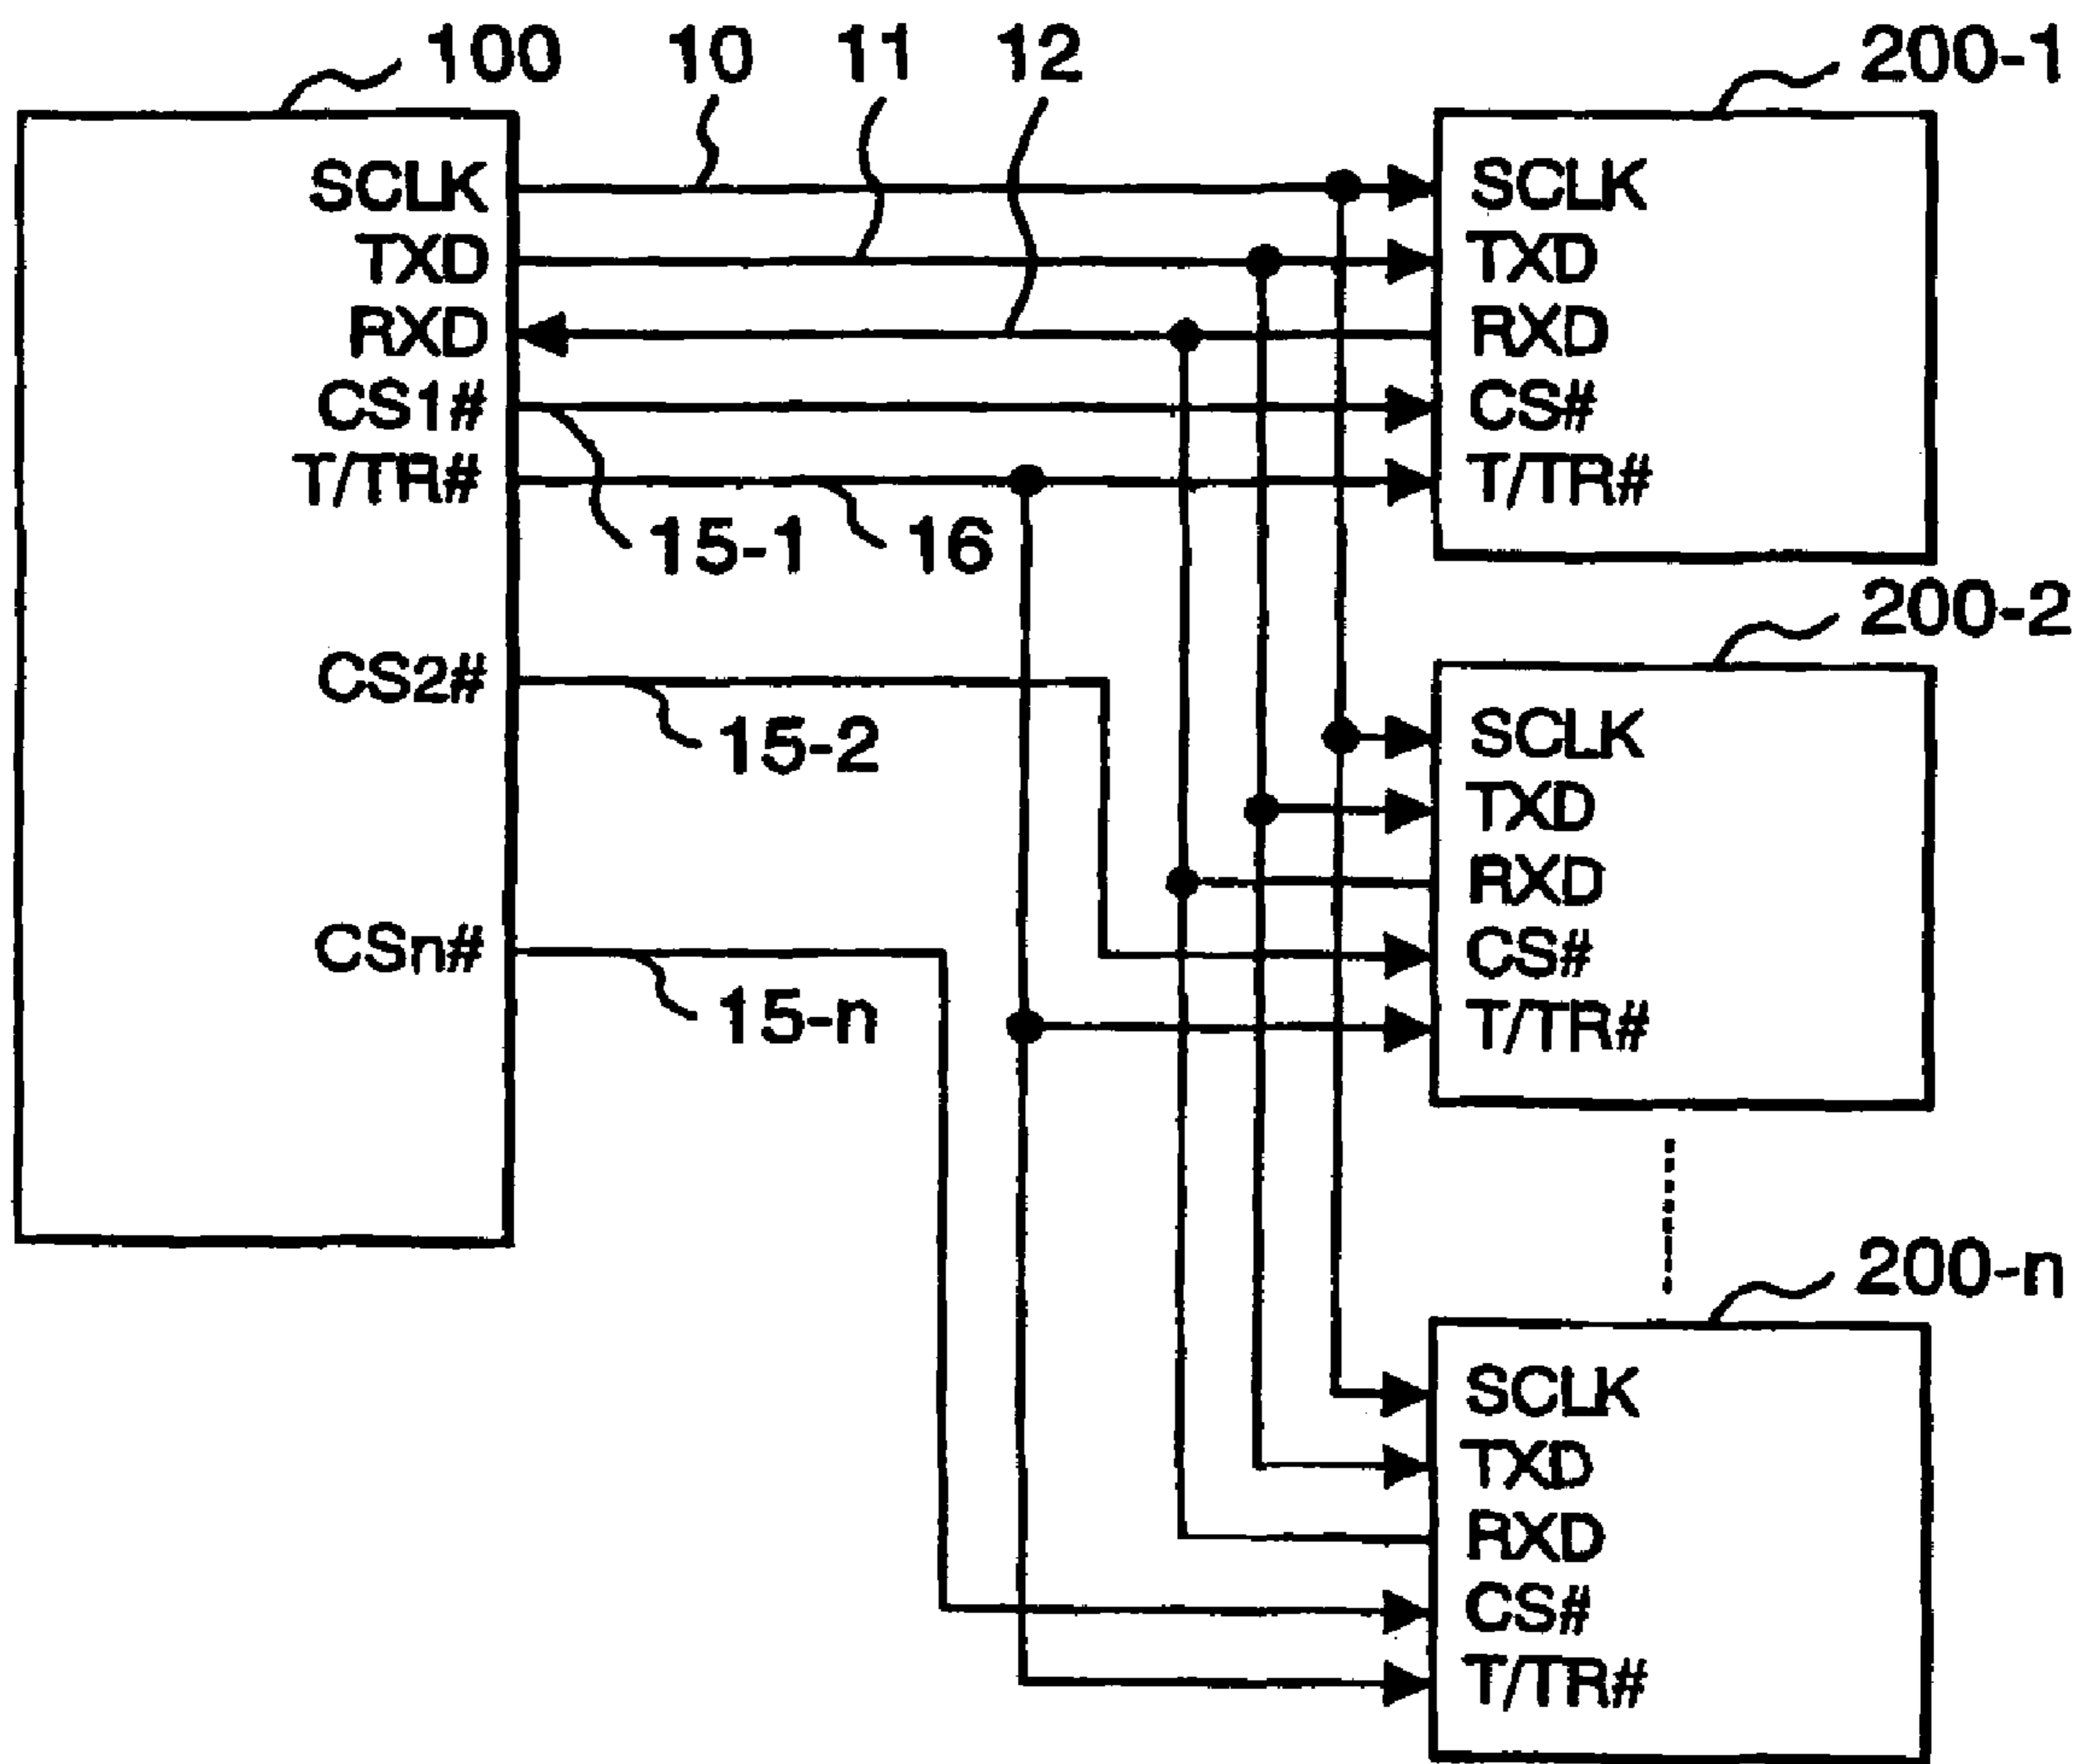 100
10
11
12
200-1
SCLK
TXD
RXD
CS1#
T/TR#
15-1
16
CS2#
15-2
CSn#
15-n
SCLK
TXD
RXD
CS#
T/TR#
200-2
SCLK
TXD
RXD
CS#
T/TR#
200-n
SCLK
TXD
RXD
CS#
T/TR#